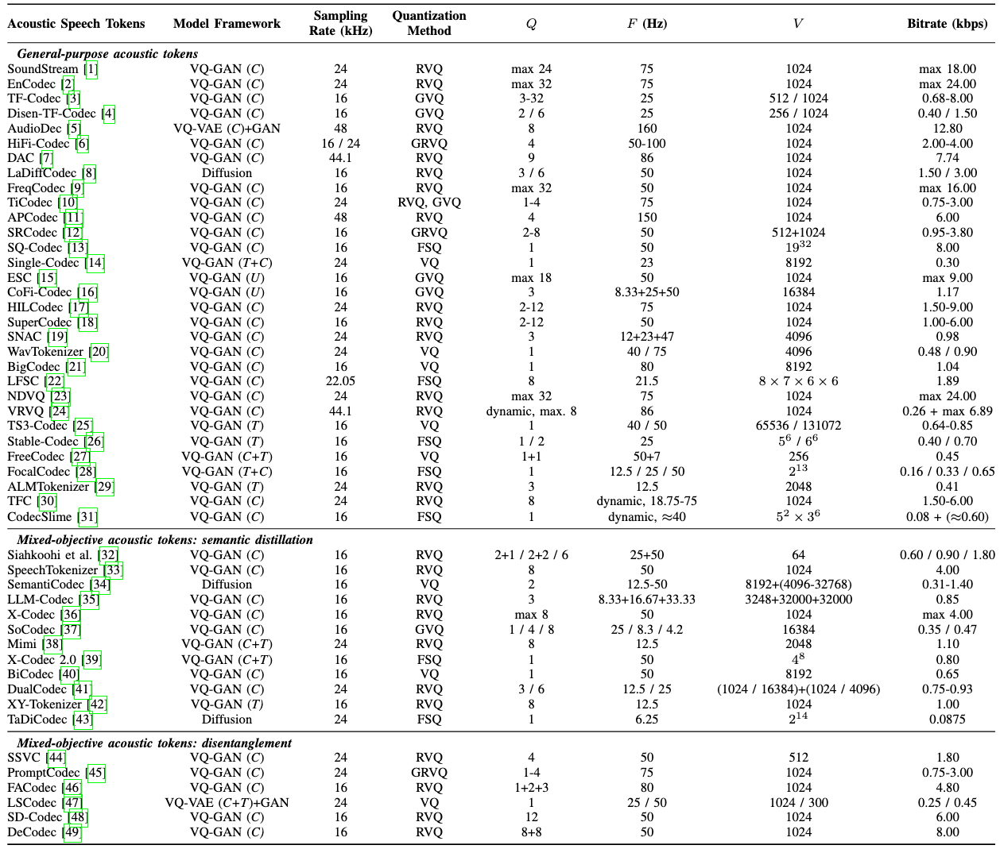 Acoustic Speech Tokens Model Framework Sampling Rate (kHz) Quantization Method Q F (Hz) V Bitrate (kbps)
General-purpose acoustic tokens
SoundStream [1] VQ-GAN (C) 24 RVQ max 24 75 1024 max 18.00
EnCodec [2] VQ-GAN (C) 24 RVQ max 32 75 1024 max 24.00
TF-Codec [3] VQ-GAN (C) 16 GVQ 3-32 25 512 / 1024 0.68-8.00
Disen-TF-Codec [4] VQ-GAN (C) 16 GVQ 2 / 6 25 256 / 1024 0.40 / 1.50
AudioDec [5] VQ-VAE (C)+GAN 48 RVQ 8 160 1024 12.80
HiFi-Codec [6] VQ-GAN (C) 16 / 24 GRVQ 4 50-100 1024 2.00-4.00
DAC [7] VQ-GAN (C) 44.1 RVQ 9 86 1024 7.74
LaDiffCodec [8] Diffusion 16 RVQ 3 / 6 50 1024 1.50 / 3.00
FreqCodec [9] VQ-GAN (C) 16 RVQ max 32 50 1024 max 16.00
TiCodec [10] VQ-GAN (C) 24 RVQ, GVQ 1-4 75 1024 0.75-3.00
APCodec [11] VQ-GAN (C) 48 RVQ 4 150 1024 6.00
SRCodec [12] VQ-GAN (C) 16 GRVQ 2-8 50 512+1024 0.95-3.80
SQ-Codec [13] VQ-GAN (C) 16 FSQ 1 50 19³² 8.00
Single-Codec [14] VQ-GAN (T+C) 24 VQ 1 23 8192 0.30
ESC [15] VQ-GAN (U) 16 GVQ max 18 50 1024 max 9.00
CoFi-Codec [16] VQ-GAN (U) 16 GVQ 3 8.33+25+50 16384 1.17
HILCodec [17] VQ-GAN (C) 24 RVQ 2-12 75 1024 1.50-9.00
SuperCodec [18] VQ-GAN (C) 16 RVQ 2-12 50 1024 1.00-6.00
SNAC [19] VQ-GAN (C) 24 RVQ 3 12+23+47 4096 0.98
WavTokenizer [20] VQ-GAN (C) 24 VQ 1 40 / 75 4096 0.48 / 0.90
BigCodec [21] VQ-GAN (C) 16 VQ 1 80 8192 1.04
LFSC [22] VQ-GAN (C) 22.05 FSQ 8 21.5 8 × 7 × 6 × 6 1.89
NDVQ [23] VQ-GAN (C) 24 RVQ max 32 75 1024 max 24.00
VRVQ [24] VQ-GAN (C) 44.1 RVQ dynamic, max. 8 86 1024 0.26 + max 6.89
TS3-Codec [25] VQ-GAN (T) 16 VQ 1 40 / 50 65536 / 131072 0.64-0.85
Stable-Codec [26] VQ-GAN (T) 16 FSQ 1 / 2 25 5⁶ / 6⁶ 0.40 / 0.70
FreeCodec [27] VQ-GAN (C+T) 16 VQ 1+1 50+7 256 0.45
FocalCodec [28] VQ-GAN (T+C) 16 FSQ 1 12.5 / 25 / 50 2¹³ 0.16 / 0.33 / 0.65
ALMTokenizer [29] VQ-GAN (T) 24 RVQ 3 12.5 2048 0.41
TFC [30] VQ-GAN (C) 24 RVQ 8 dynamic, 18.75-75 1024 1.50-6.00
CodecSlime [31] VQ-GAN (C) 16 FSQ 1 dynamic, ≈40 5² × 3⁶ 0.08 + (≈0.60)
Mixed-objective acoustic tokens: semantic distillation
Siahkoohi et al. [32] VQ-GAN (C) 16 RVQ 2+1 / 2+2 / 6 25+50 64 0.60 / 0.90 / 1.80
SpeechTokenizer [33] VQ-GAN (C) 16 RVQ 8 50 1024 4.00
SemantiCodec [34] Diffusion 16 VQ 2 12.5-50 8192+(4096-32768) 0.31-1.40
LLM-Codec [35] VQ-GAN (C) 16 RVQ 3 8.33+16.67+33.33 3248+32000+32000 0.85
X-Codec [36] VQ-GAN (C) 16 RVQ max 8 50 1024 max 4.00
SoCodec [37] VQ-GAN (C) 16 GVQ 1 / 4 / 8 25 / 8.3 / 4.2 16384 0.35 / 0.47
Mimi [38] VQ-GAN (C+T) 24 RVQ 8 12.5 2048 1.10
X-Codec 2.0 [39] VQ-GAN (C+T) 16 FSQ 1 50 4⁸ 0.80
BiCodec [40] VQ-GAN (C) 16 VQ 1 50 8192 0.65
DualCodec [41] VQ-GAN (C) 24 RVQ 3 / 6 12.5 / 25 (1024 / 16384)+(1024 / 4096) 0.75-0.93
XY-Tokenizer [42] VQ-GAN (T) 16 RVQ 8 12.5 1024 1.00
TaDiCodec [43] Diffusion 24 FSQ 1 6.25 2¹⁴ 0.0875
Mixed-objective acoustic tokens: disentanglement
SSVC [44] VQ-GAN (C) 24 RVQ 4 50 512 1.80
PromptCodec [45] VQ-GAN (C) 24 GRVQ 1-4 75 1024 0.75-3.00
FACodec [46] VQ-GAN (C) 16 RVQ 1+2+3 80 1024 4.80
LSCodec [47] VQ-VAE (C+T)+GAN 24 VQ 1 25 / 50 1024 / 300 0.25 / 0.45
SD-Codec [48] VQ-GAN (C) 16 RVQ 12 50 1024 6.00
DeCodec [49] VQ-GAN (C) 16 RVQ 8+8 50 1024 8.00